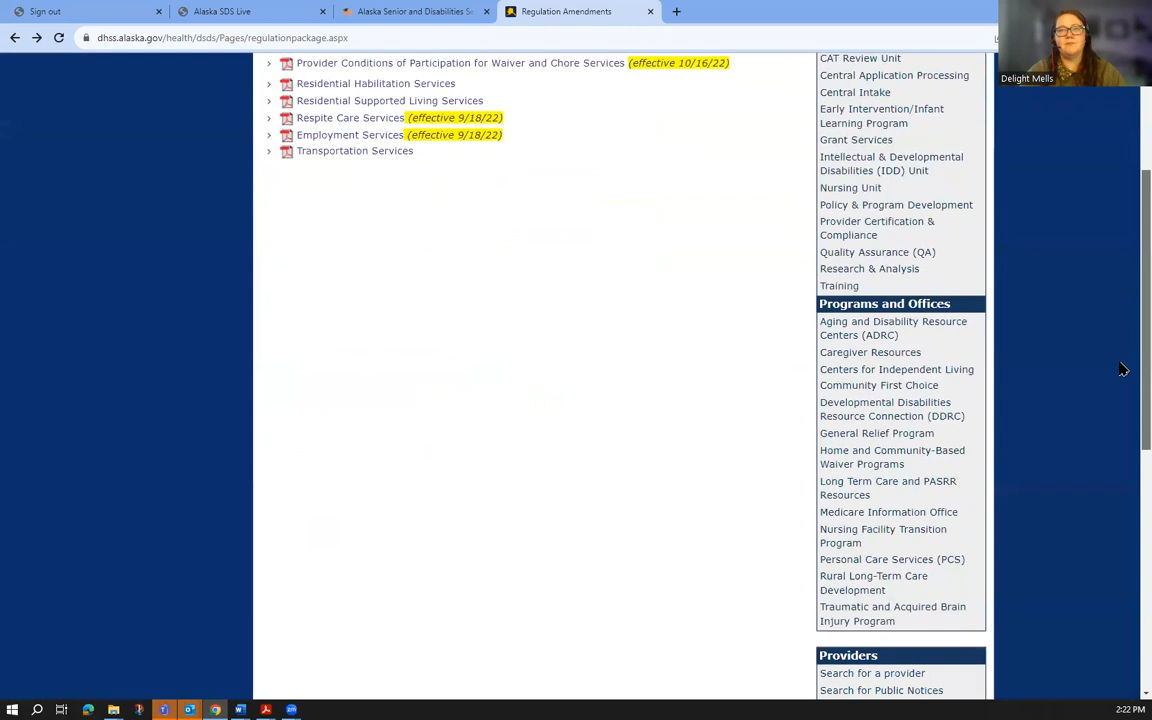 Sign out
Alaska SDS Live
Alaska Senior and Disabilities Se
Regulation Amendments
dhss.alaska.gov/health/dsds/Pages/regulationpackage.aspx
Delight Mells
Provider Conditions of Participation for Waiver and Chore Services (effective 10/16/22)
Residential Habilitation Services
Residential Supported Living Services
Respite Care Services (effective 9/18/22)
Employment Services (effective 9/18/22)
Transportation Services
CAT Review Unit
Central Application Processing
Central Intake
Early Intervention/Infant
Learning Program
Grant Services
Intellectual & Developmental
Disabilities (IDD) Unit
Nursing Unit
Policy & Program Development
Provider Certification &
Compliance
Quality Assurance (QA)
Research & Analysis
Training
Programs and Offices
Aging and Disability Resource
Centers (ADRC)
Caregiver Resources
Centers for Independent Living
Community First Choice
Developmental Disabilities
Resource Connection (DDRC)
General Relief Program
Home and Community-Based
Waiver Programs
Long Term Care and PASRR
Resources
Medicare Information Office
Nursing Facility Transition
Program
Personal Care Services (PCS)
Rural Long-Term Care
Development
Traumatic and Acquired Brain
Injury Program
Providers
Search for a provider
Search for Public Notices
2:22 PM